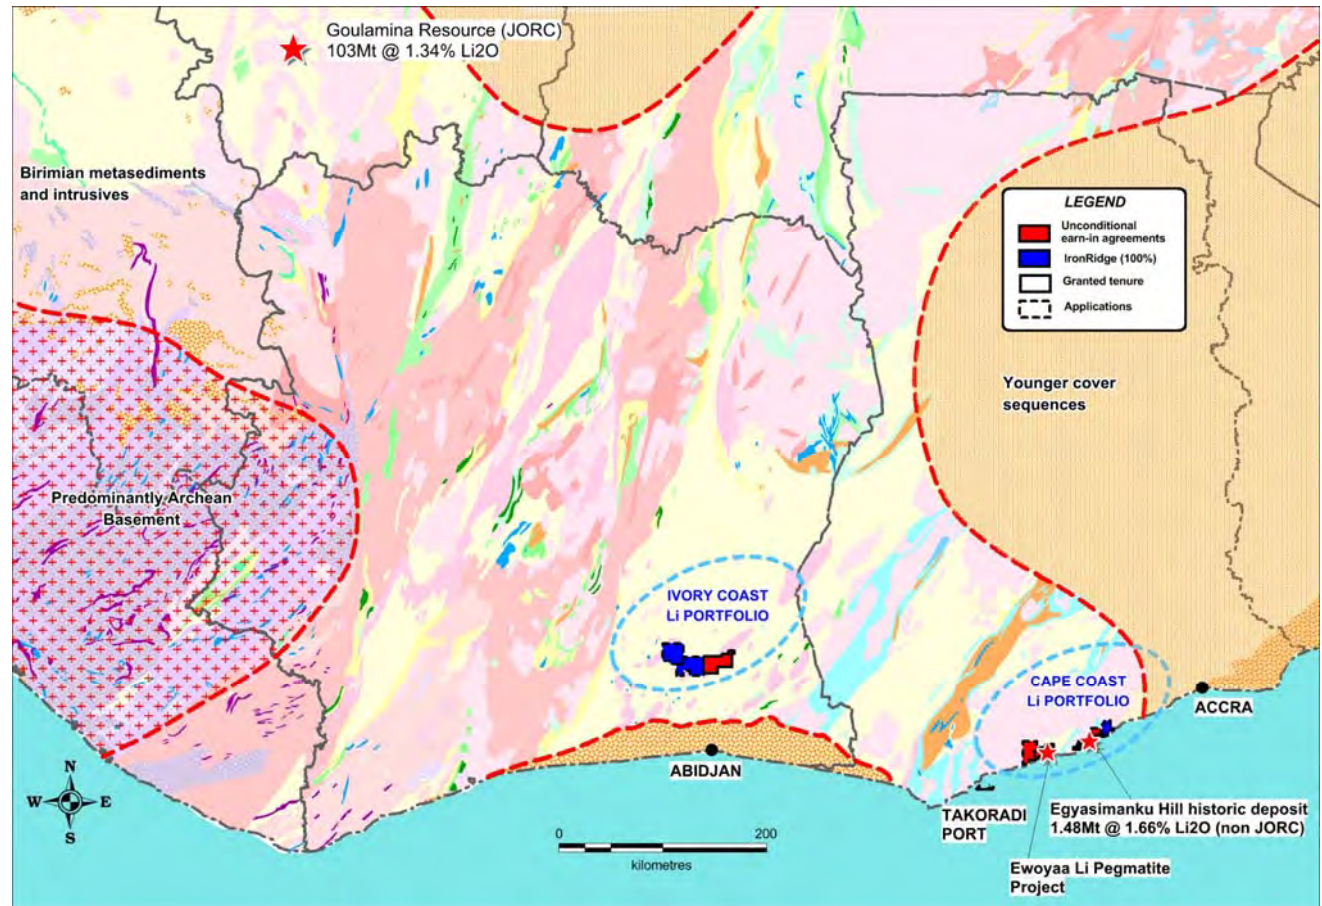 Goulamina Resource (JORC)
103Mt @ 1.34% Li2O
Birimian metasediments
and intrusives
LEGEND
Unconditional
earn-in agreements
IronRidge (100%)
Granted tenure
Applications
Younger cover
sequences
Predominantly Archean
Basement
IVORY COAST
Li PORTFOLIO
CAPE COAST
Li PORTFOLIO
ACCRA
ABIDJAN
TAKORADI
PORT
Egyasimanku Hill historic deposit
1.48Mt @ 1.66% Li2O (non JORC)
Ewoyaa Li Pegmatite
Project
N
W E
S
0 200
kilometres